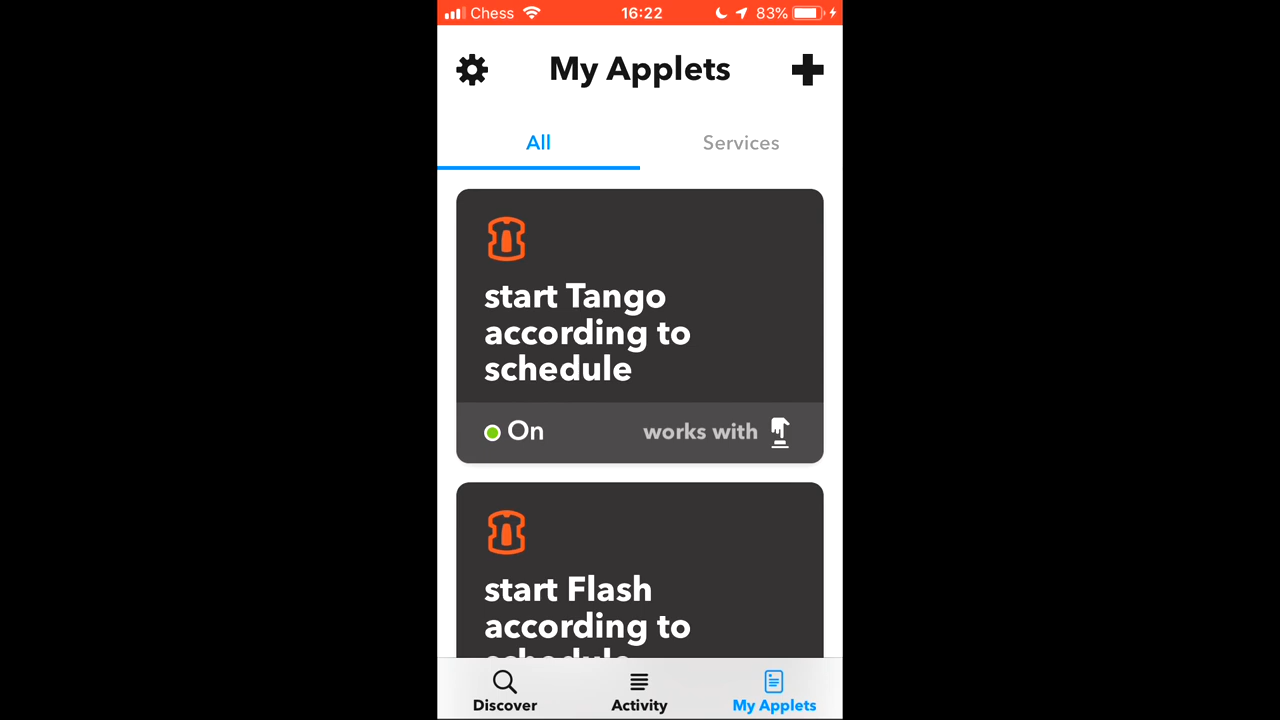 Chess 16:22 83%
My Applets
All Services
start Tango
according to
schedule
On works with
start Flash
according to
schedule
Discover Activity My Applets